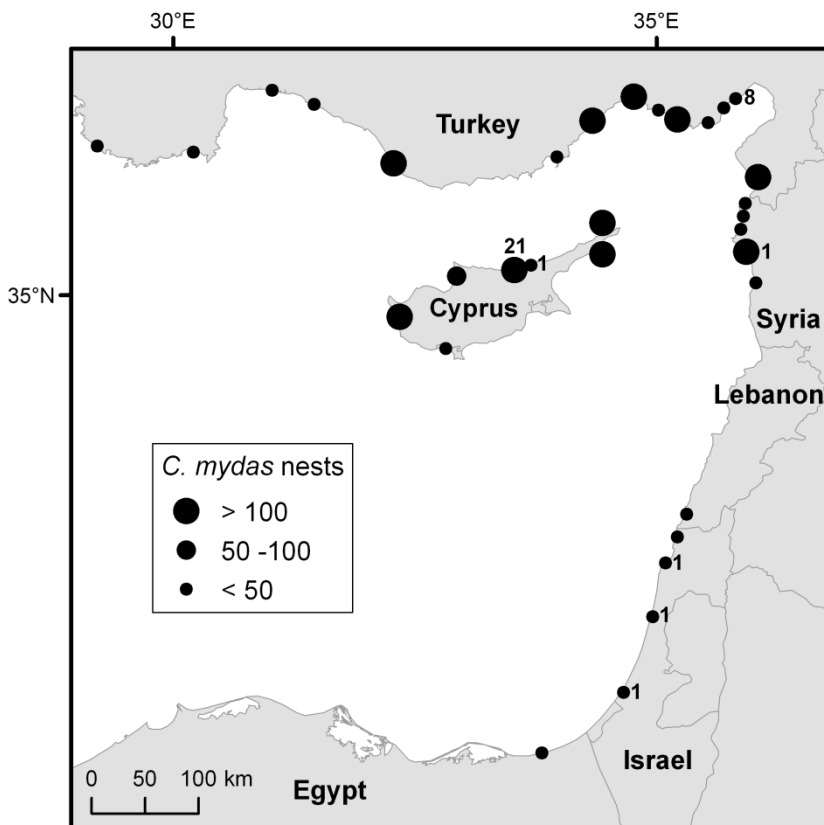 30°E
35°E
8
Turkey
21
1
1
35°N
Cyprus
Syria
Lebanon
C. mydas nests
> 100
50 -100
< 50
1
1
1
Israel
0 50 100 km
Egypt